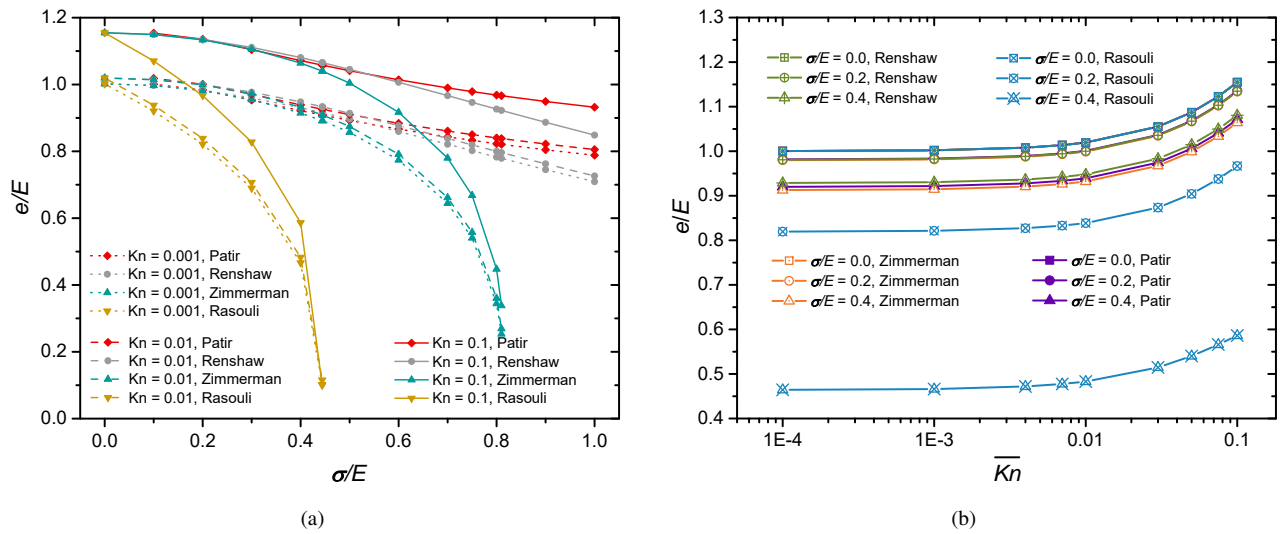 1.2
1.0
0.8
0.6
0.4
0.2
0.0
e/E
Kn = 0.001, Patir
Kn = 0.001, Renshaw
Kn = 0.001, Zimmerman
Kn = 0.001, Rasouli
Kn = 0.01, Patir
Kn = 0.01, Renshaw
Kn = 0.01, Zimmerman
Kn = 0.01, Rasouli
Kn = 0.1, Patir
Kn = 0.1, Renshaw
Kn = 0.1, Zimmerman
Kn = 0.1, Rasouli
0.0 0.2 0.4 0.6 0.8 1.0
σ/E
(a)
1.3
1.2
1.1
1.0
0.9
0.8
0.7
0.6
0.5
0.4
e/E
σ/E = 0.0, Renshaw
σ/E = 0.2, Renshaw
σ/E = 0.4, Renshaw
σ/E = 0.0, Rasouli
σ/E = 0.2, Rasouli
σ/E = 0.4, Rasouli
σ/E = 0.0, Zimmerman
σ/E = 0.2, Zimmerman
σ/E = 0.4, Zimmerman
σ/E = 0.0, Patir
σ/E = 0.2, Patir
σ/E = 0.4, Patir
1E-4 1E-3 0.01 0.1
K̅n̅
(b)